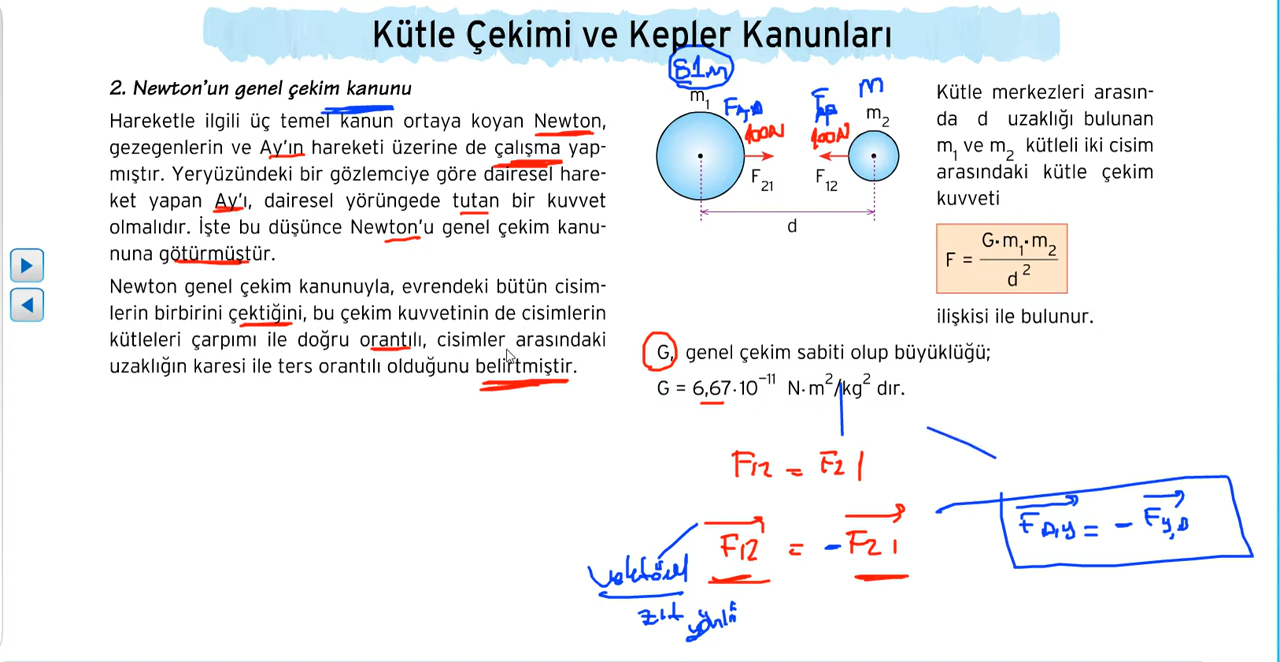 Kütle Çekimi ve Kepler Kanunları
2. Newton'un genel çekim kanunu
Hareketle ilgili üç temel kanun ortaya koyan Newton,
gezegenlerin ve Ay'ın hareketi üzerine de çalışma yap-
mıştır. Yeryüzündeki bir gözlemciye göre dairesel hare-
ket yapan Ay'ı, dairesel yörüngede tutan bir kuvvet
olmalıdır. İşte bu düşünce Newton'u genel çekim kanu-
nuna götürmüştür.
Newton genel çekim kanunuyla, evrendeki bütün cisim-
lerin birbirini çektiğini, bu çekim kuvvetinin de cisimlerin
kütleleri çarpımı ile doğru orantılı, cisimler arasındaki
uzaklığın karesi ile ters orantılı olduğunu belirtmiştir.
81m
m
m₁
m₂
100N
100N
F₂₁
F₁₂
d
Kütle merkezleri arasın-
da d uzaklığı bulunan
m₁ ve m₂ kütleli iki cisim
arasındaki kütle çekim
kuvveti
F = G·m₁·m₂ / d²
ilişkisi ile bulunur.
G, genel çekim sabiti olup büyüklüğü;
G = 6,67·10⁻¹¹ N·m²/kg² dır.
F12 = F21
F12 = -F21
vektörel
zıt yönlü
F D,y = - F y,D